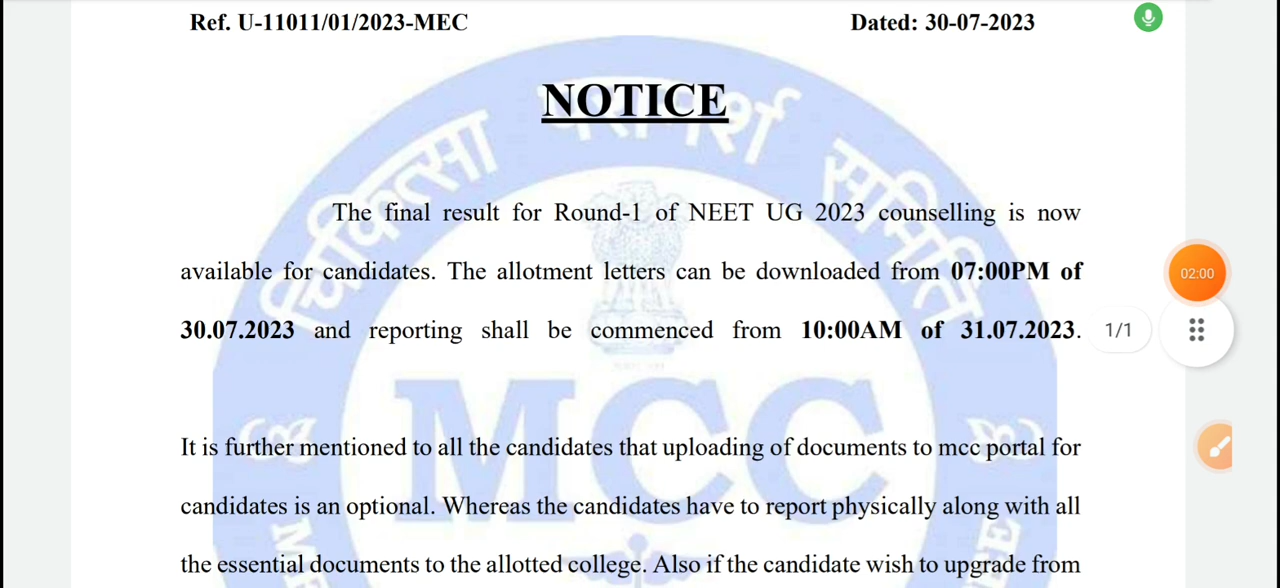 Ref. U-11011/01/2023-MEC Dated: 30-07-2023
NOTICE
चिकित्सा परामर्श समिति
The final result for Round-1 of NEET UG 2023 counselling is now
available for candidates. The allotment letters can be downloaded from 07:00PM of
30.07.2023 and reporting shall be commenced from 10:00AM of 31.07.2023.
02:00
1/1
MCC
It is further mentioned to all the candidates that uploading of documents to mcc portal for
candidates is an optional. Whereas the candidates have to report physically along with all
the essential documents to the allotted college. Also if the candidate wish to upgrade from